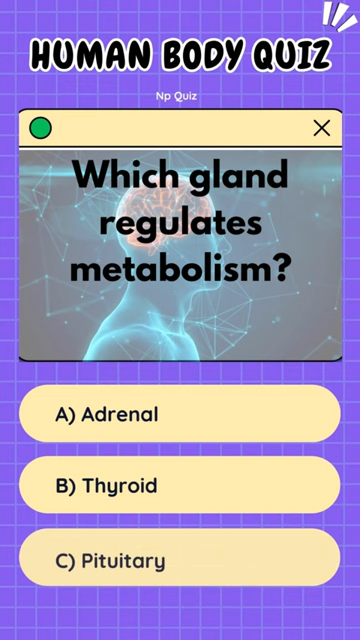 HUMAN BODY QUIZ
Np Quiz
Which gland
regulates
metabolism?
A) Adrenal
B) Thyroid
C) Pituitary